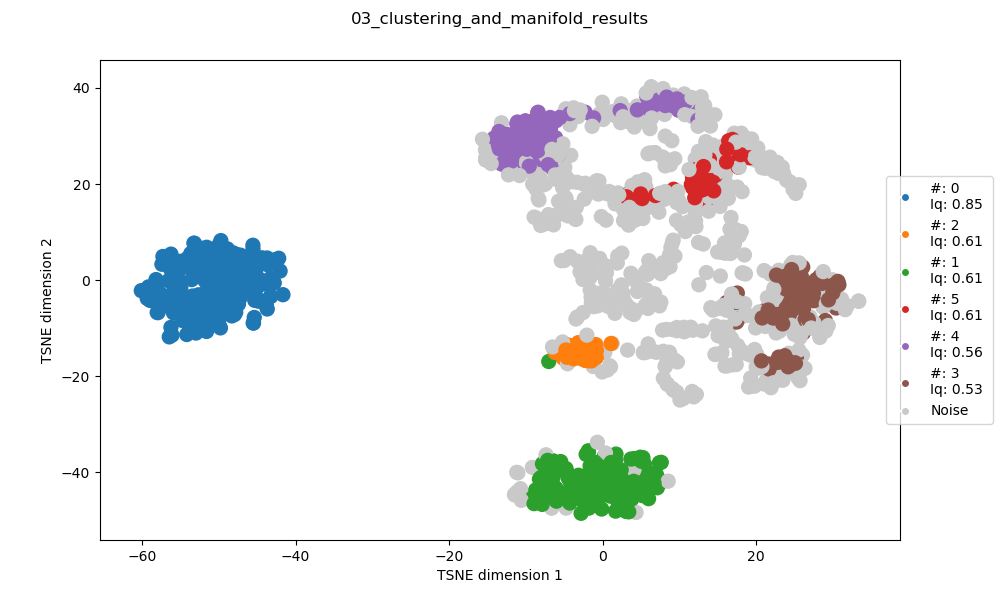 03_clustering_and_manifold_results
40
20
0
−20
−40
TSNE dimension 2
−60
−40
−20
0
20
TSNE dimension 1
#: 0
Iq: 0.85
#: 2
Iq: 0.61
#: 1
Iq: 0.61
#: 5
Iq: 0.61
#: 4
Iq: 0.56
#: 3
Iq: 0.53
Noise